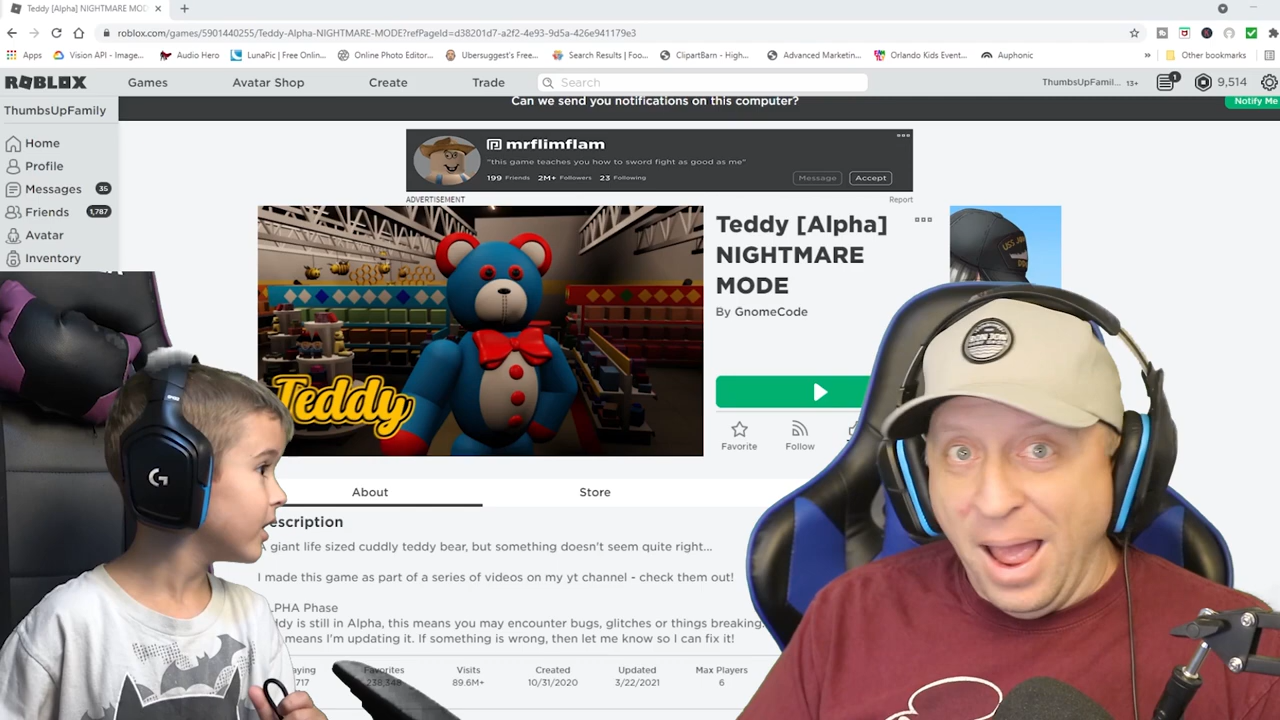 Teddy [Alpha] NIGHTMARE MOD
roblox.com/games/5901440255/Teddy-Alpha-NIGHTMARE-MODE?refPageId=d38201d7-a2f2-4e93-9d5a-426e941179e3
Apps Vision API - Image... Audio Hero LunaPic | Free Onlin... Online Photo Editor... Ubersuggest's Free... Search Results | Foo... ClipartBarn - High-... Advanced Marketin... Orlando Kids Event... Auphonic » Other bookmarks
ROBLOX Games Avatar Shop Create Trade Search ThumbsUpFamil... 13+ 1 9,514
ThumbsUpFamily
Can we send you notifications on this computer? Notify Me
Home
Profile
Messages 35
Friends 1,787
Avatar
Inventory
mrflimflam
"this game teaches you how to sword fight as good as me"
199 Friends 2M+ Followers 23 Following Message Accept
ADVERTISEMENT Report
Teddy
Teddy [Alpha]
NIGHTMARE
MODE
By GnomeCode
Favorite Follow
About Store
escription
A giant life sized cuddly teddy bear, but something doesn't seem quite right...
I made this game as part of a series of videos on my yt channel - check them out!
LPHA Phase
ddy is still in Alpha, this means you may encounter bugs, glitches or things breaking.
means I'm updating it. If something is wrong, then let me know so I can fix it!
aying Favorites Visits Created Updated Max Players
717 238,348 89.6M+ 10/31/2020 3/22/2021 6
G